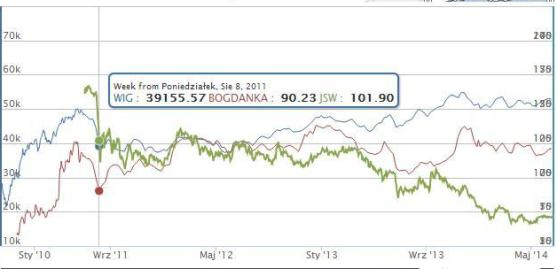 70k
60k
50k
40k
30k
20k
10k
Week from Poniedziałek, Sie 8, 2011
WIG : 39155.57 BOGDANKA : 90.23 JSW : 101.90
Sty '10
Wrz '11
Maj '12
Sty '13
Wrz '13
Maj '14